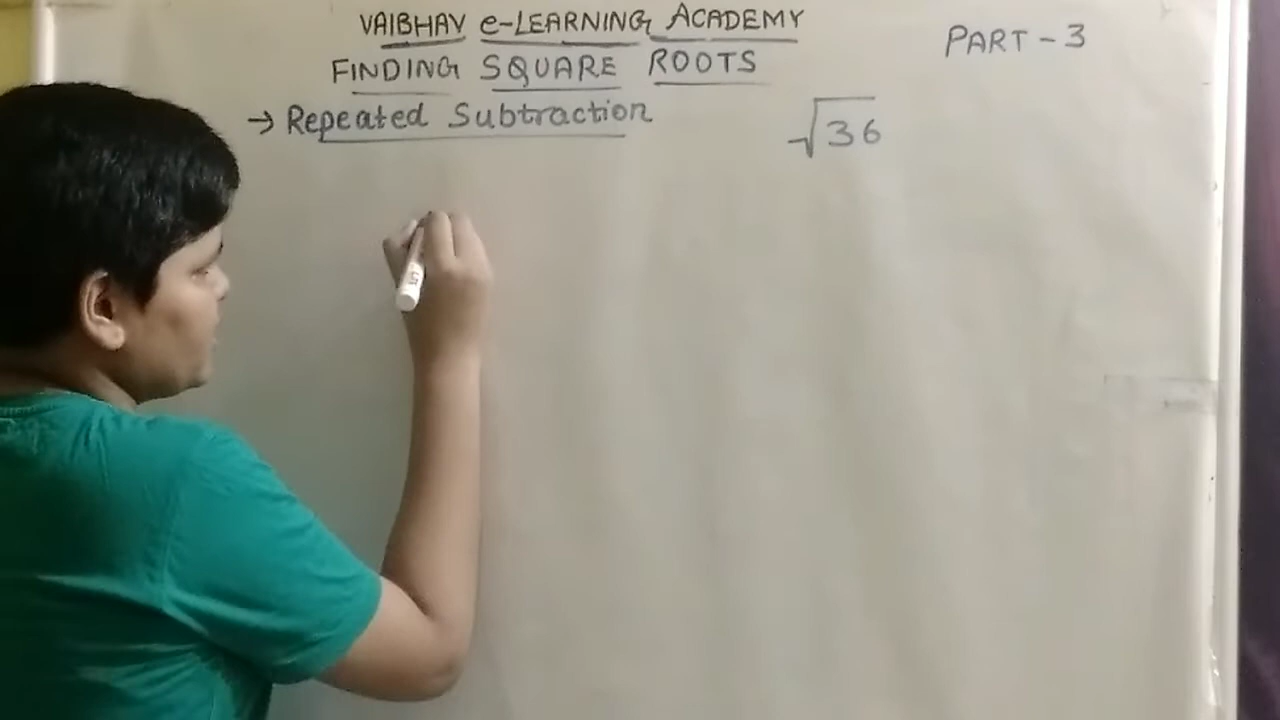 VAIBHAV e-LEARNING ACADEMY
PART - 3
FINDING SQUARE ROOTS
→ Repeated Subtraction
√36